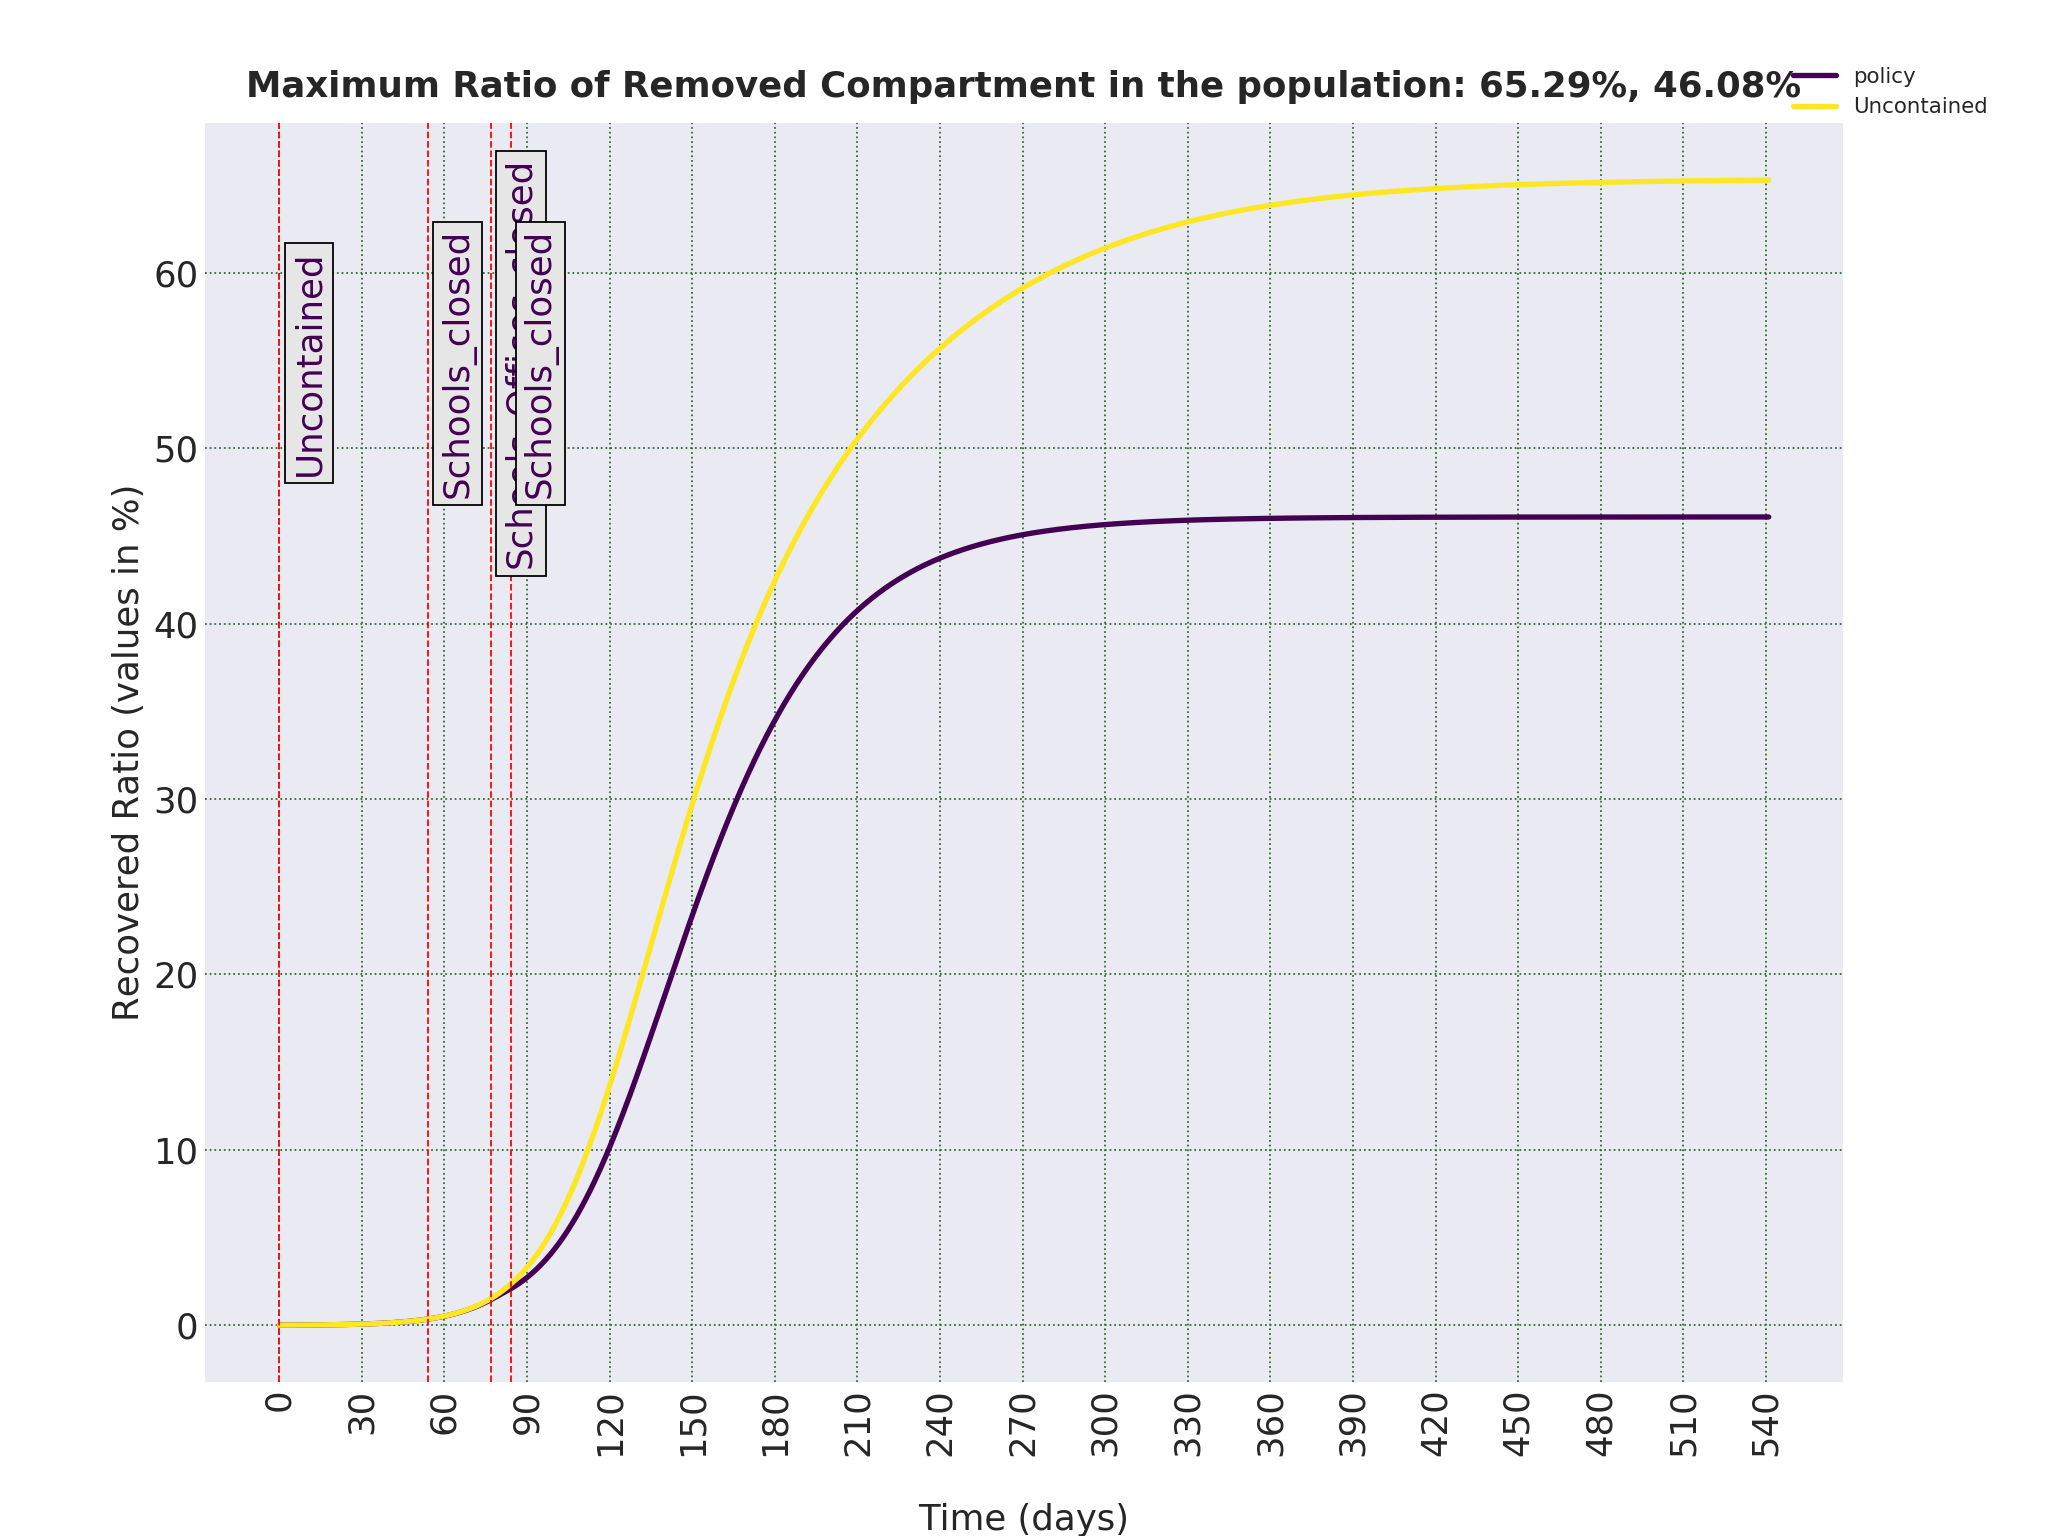 Maximum Ratio of Removed Compartment in the population: 65.29%, 46.08%
policy
Uncontained
Uncontained
Schools_closed
Schools_closed
Recovered Ratio (values in %)
60
50
40
30
20
10
0
0 30 60 90 120 150 180 210 240 270 300 330 360 390 420 450 480 510 540
Time (days)